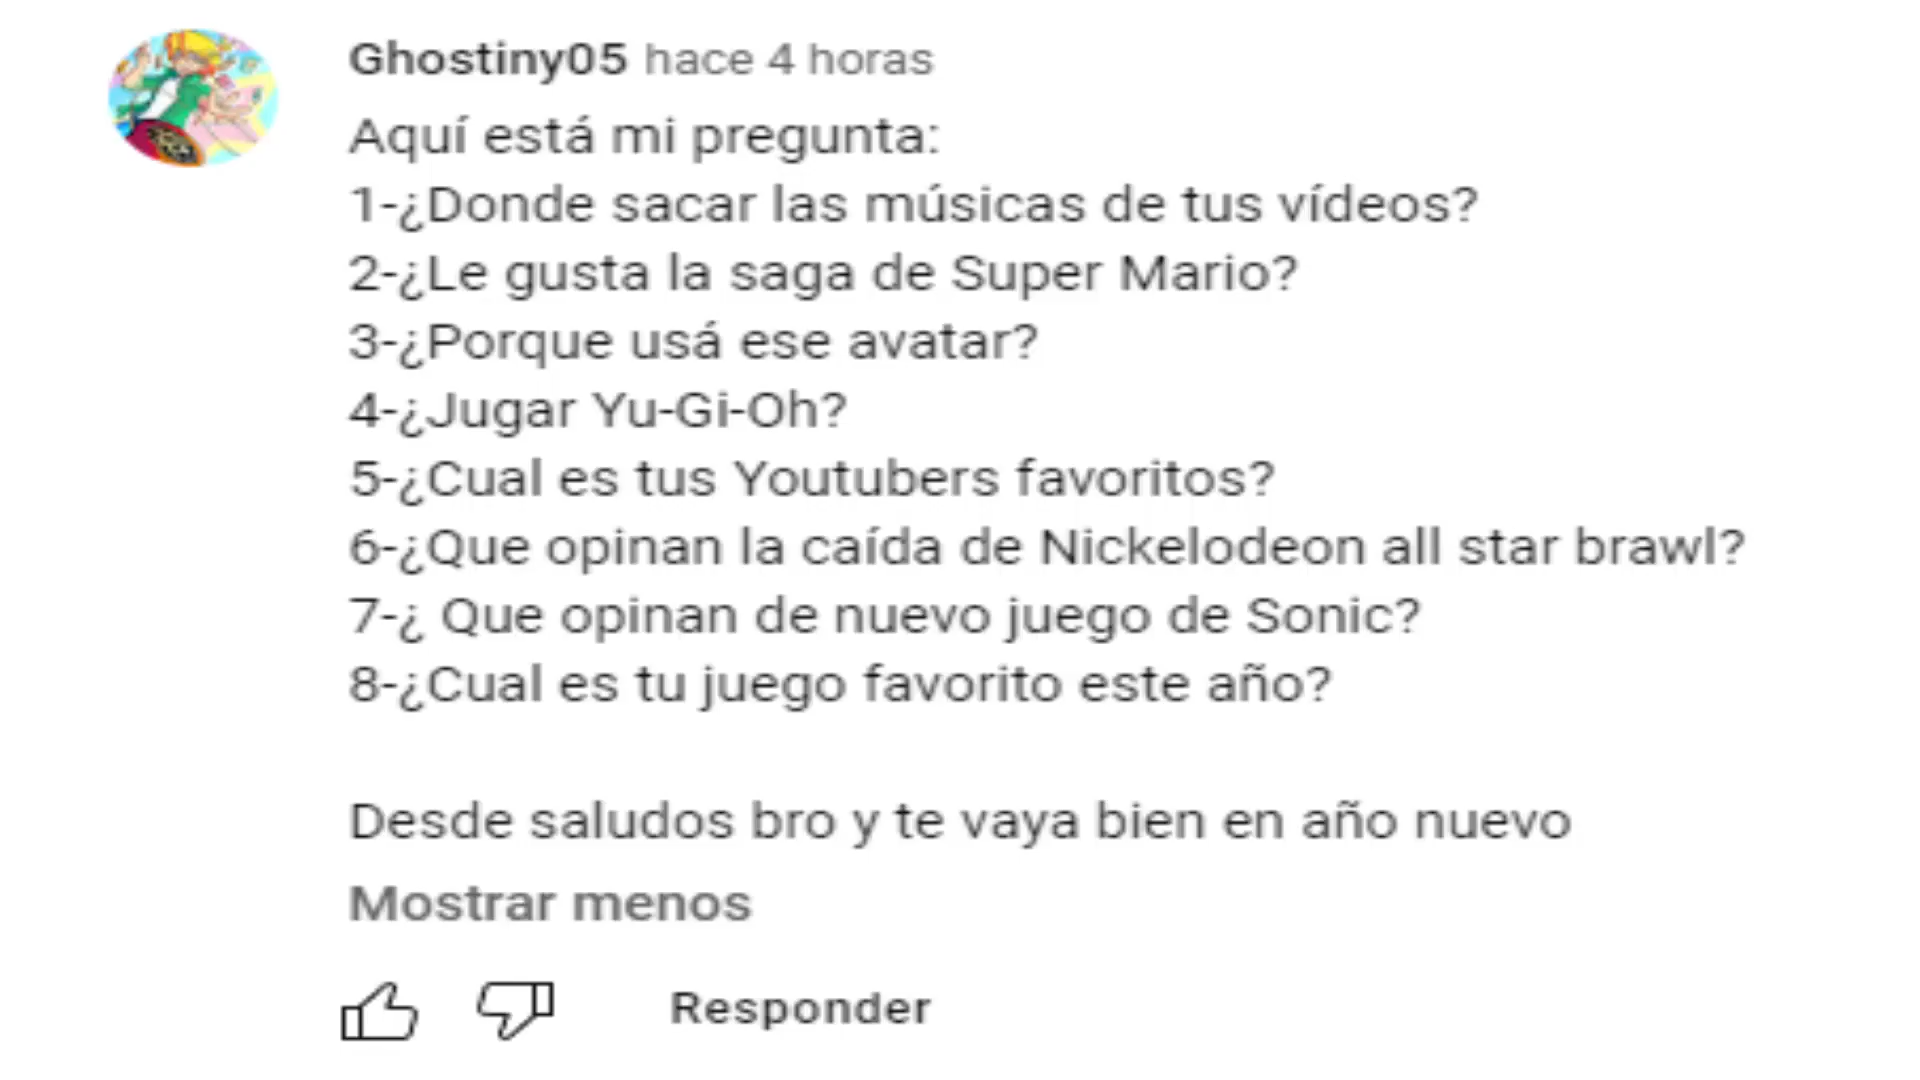 Ghostiny05 hace 4 horas
Aquí está mi pregunta:
1-¿Donde sacar las músicas de tus vídeos?
2-¿Le gusta la saga de Super Mario?
3-¿Porque usá ese avatar?
4-¿Jugar Yu-Gi-Oh?
5-¿Cual es tus Youtubers favoritos?
6-¿Que opinan la caída de Nickelodeon all star brawl?
7-¿ Que opinan de nuevo juego de Sonic?
8-¿Cual es tu juego favorito este año?
Desde saludos bro y te vaya bien en año nuevo
Mostrar menos
Responder